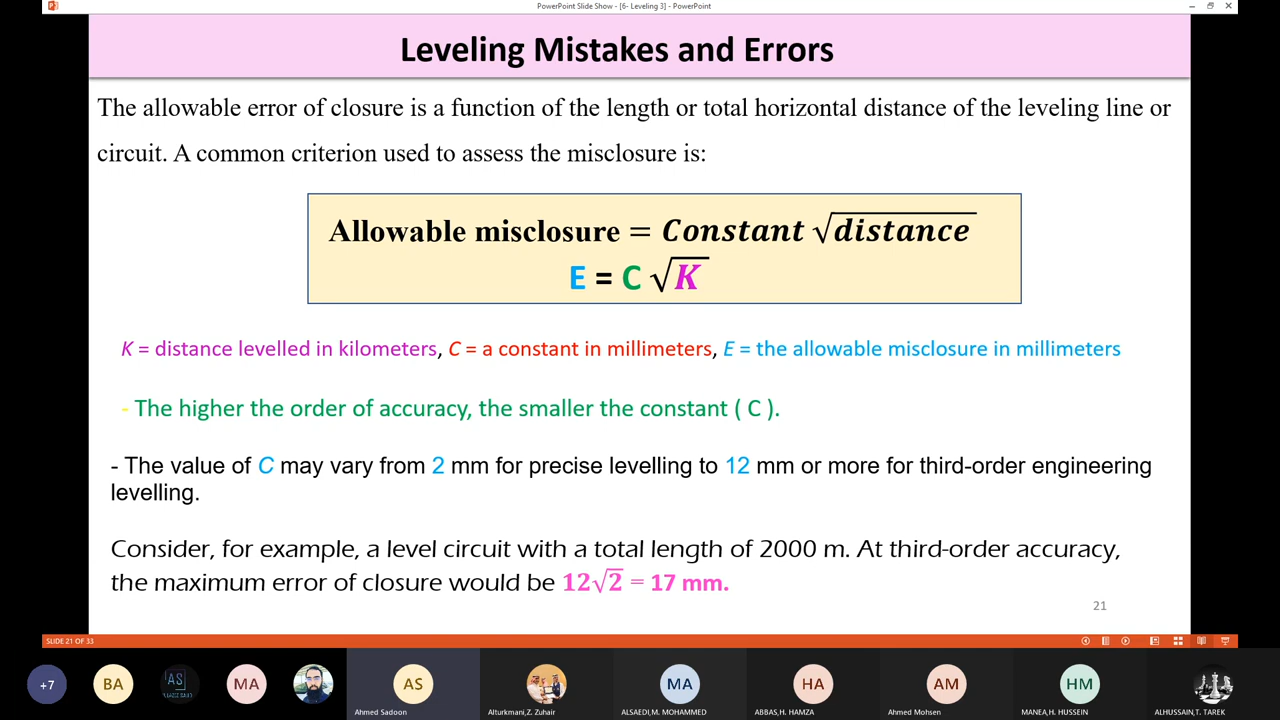 PowerPoint Slide Show - [6- Leveling 3] - PowerPoint
Leveling Mistakes and Errors
The allowable error of closure is a function of the length or total horizontal distance of the leveling line or
circuit. A common criterion used to assess the misclosure is:
Allowable misclosure = Constant √distance
E = C √K
K = distance levelled in kilometers, C = a constant in millimeters, E = the allowable misclosure in millimeters
- The higher the order of accuracy, the smaller the constant ( C ).
- The value of C may vary from 2 mm for precise levelling to 12 mm or more for third-order engineering
levelling.
Consider, for example, a level circuit with a total length of 2000 m. At third-order accuracy,
the maximum error of closure would be 12√2 = 17 mm.
21
SLIDE 21 OF 33
+7 BA AS MA AS MA HA AM HM
Ahmed Sadoon Alturkmani,Z. Zuhair ALSAEDI,M. MOHAMMED ABBAS,H. HAMZA Ahmed Mohsen MANEA,H. HUSSEIN ALHUSSAIN,T. TAREK